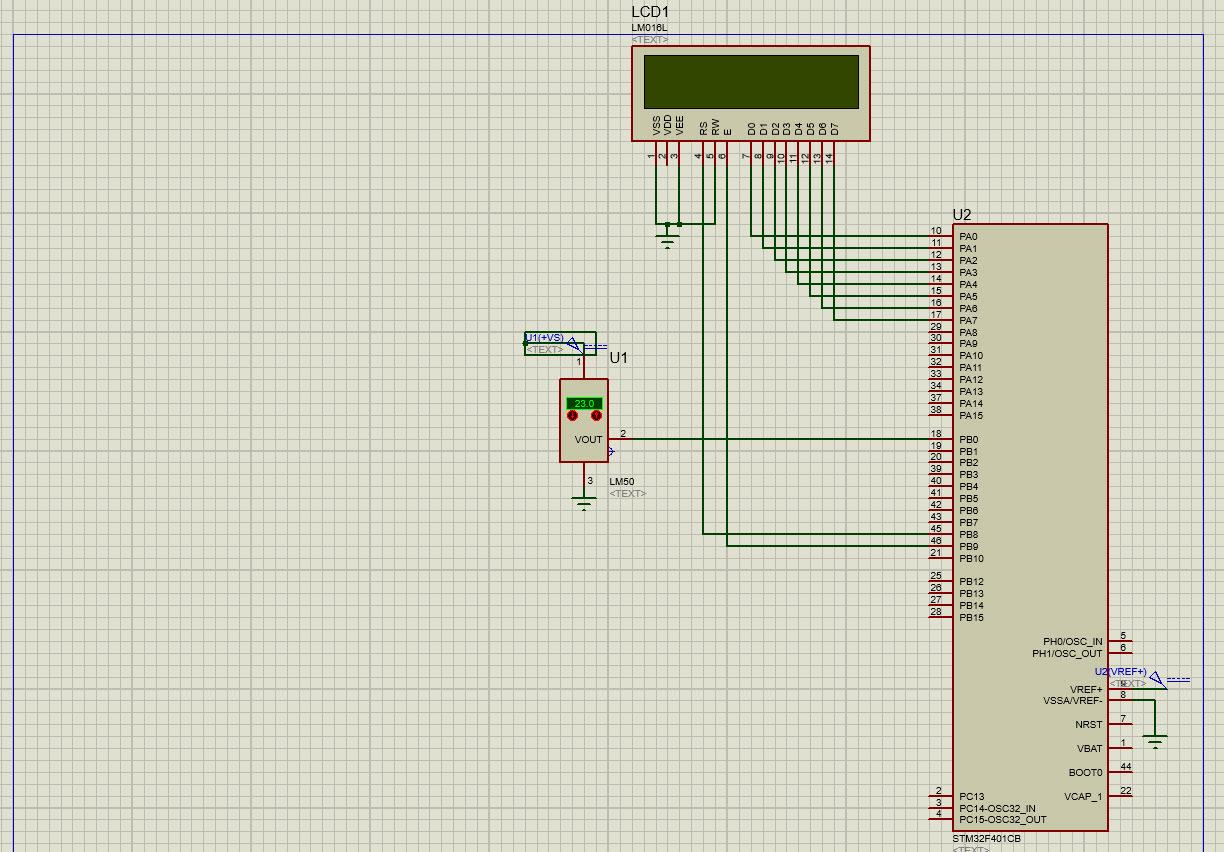 LCD1
LM016L
<TEXT>
VSS
VDD
VEE
RS
RW
E
D0
D1
D2
D3
D4
D5
D6
D7
1
2
3
4
5
6
7
8
9
10
11
12
13
14
U2
10 PA0
11 PA1
12 PA2
13 PA3
14 PA4
15 PA5
16 PA6
17 PA7
29 PA8
30 PA9
31 PA10
32 PA11
33 PA12
34 PA13
37 PA14
38 PA15
U1(+VS)
<TEXT>
1
U1
23.0
VOUT
2
3
LM50
<TEXT>
18 PB0
19 PB1
20 PB2
39 PB3
40 PB4
41 PB5
42 PB6
43 PB7
45 PB8
46 PB9
21 PB10
25 PB12
26 PB13
27 PB14
28 PB15
PH0/OSC_IN 5
PH1/OSC_OUT 6
U2(VREF+)
<TEXT>
VREF+ 9
VSSA/VREF- 8
NRST 7
VBAT 1
BOOT0 44
VCAP_1 22
2 PC13
3 PC14-OSC32_IN
4 PC15-OSC32_OUT
STM32F401CB
<TEXT>